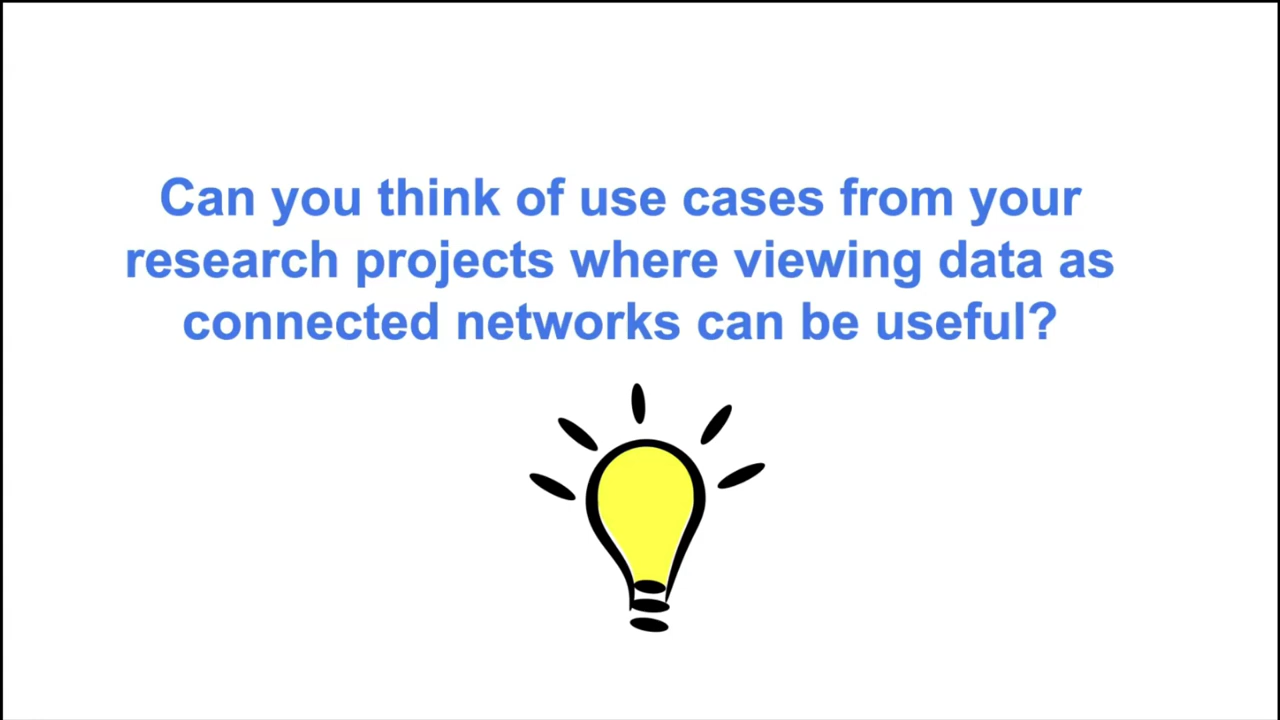 Can you think of use cases from your
research projects where viewing data as
connected networks can be useful?